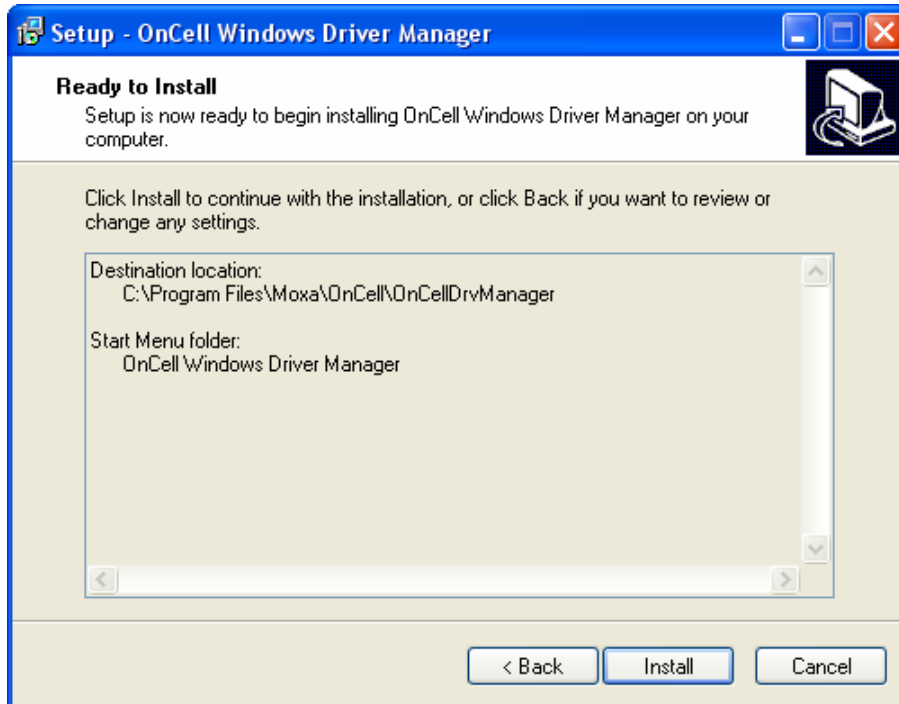 Setup - OnCell Windows Driver Manager
Ready to Install
Setup is now ready to begin installing OnCell Windows Driver Manager on your
computer.
Click Install to continue with the installation, or click Back if you want to review or
change any settings.
Destination location:
C:\Program Files\Moxa\OnCell\OnCellDrvManager
Start Menu folder:
OnCell Windows Driver Manager
< Back Install Cancel